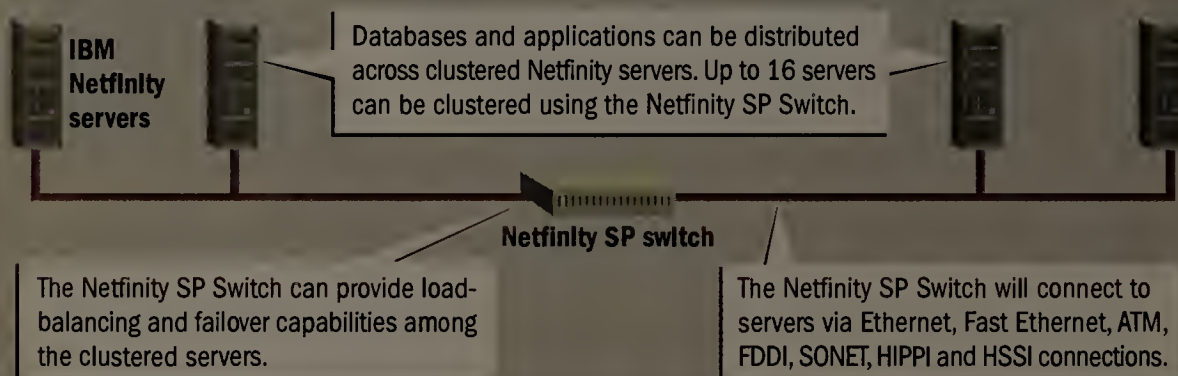 IBM
Netfinity
servers
Databases and applications can be distributed
across clustered Netfinity servers. Up to 16 servers
can be clustered using the Netfinity SP Switch.
Netfinity SP switch
The Netfinity SP Switch can provide load-
balancing and failover capabilities among
the clustered servers.
The Netfinity SP Switch will connect to
servers via Ethernet, Fast Ethernet, ATM,
FDDI, SONET, HIPPI and HSSI connections.